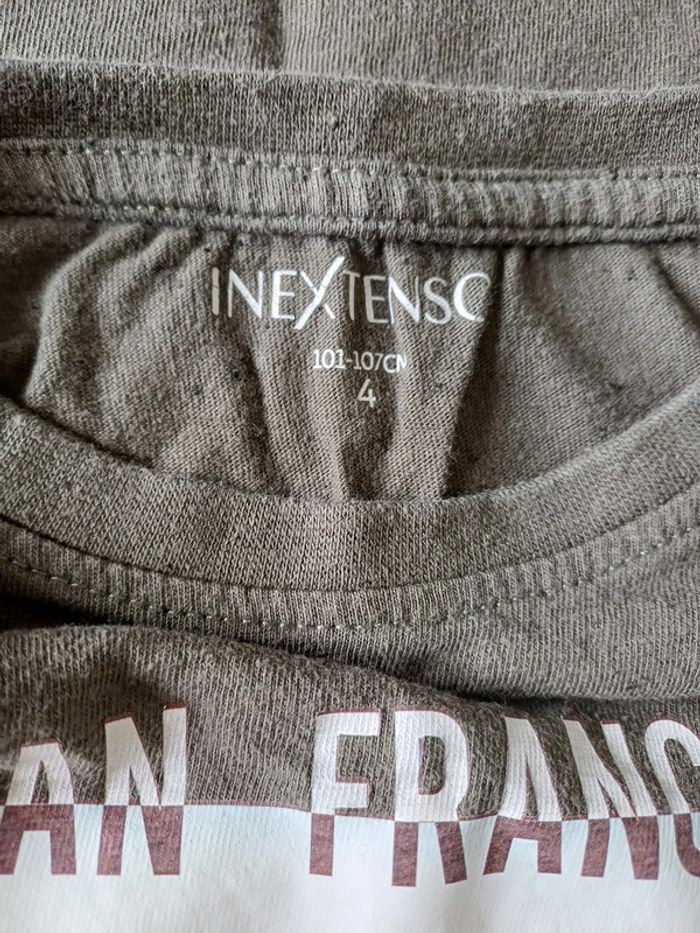 INEXTENSO
101-107CM
4
AN FRANC